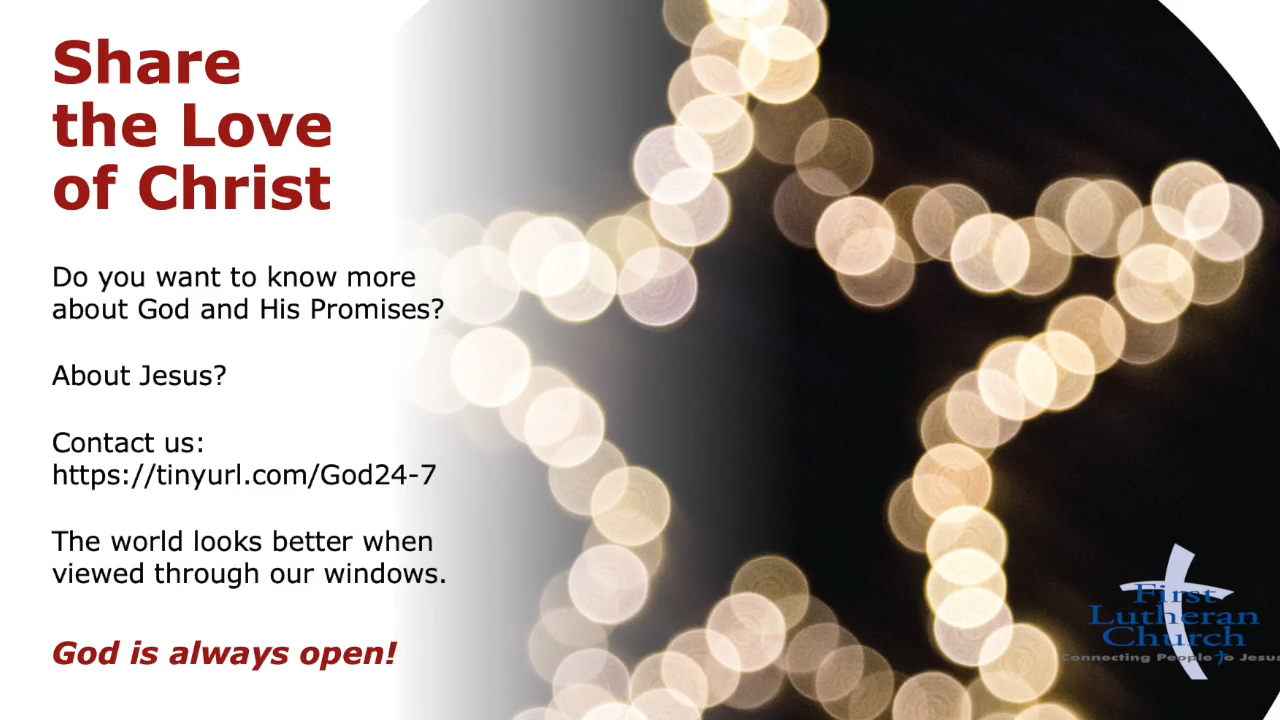 Share
the Love
of Christ
Do you want to know more
about God and His Promises?
About Jesus?
Contact us:
https://tinyurl.com/God24-7
The world looks better when
viewed through our windows.
God is always open!
First
Lutheran
Church
Connecting People to Jesus